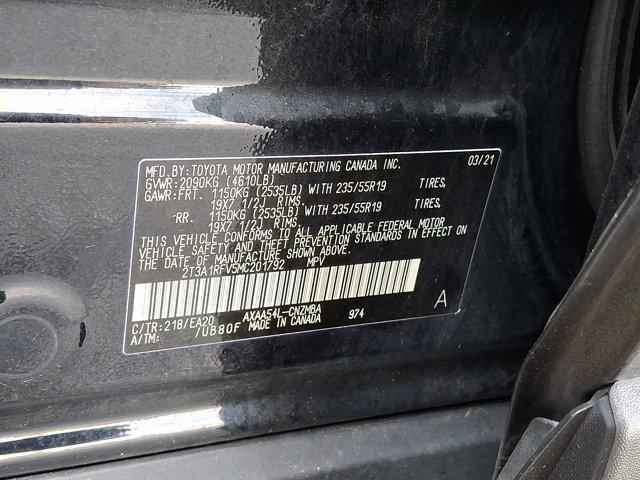 MFD.BY:TOYOTA MOTOR MANUFACTURING CANADA INC. 03/21
GVWR:2090KG (4610LB)
GAWR:FRT. 1150KG (2535LB) WITH 235/55R19 TIRES,
19X7 1/2J RIMS.
RR. 1150KG (2535LB) WITH 235/55R19 TIRES,
19X7 1/2J RIMS.
THIS VEHICLE CONFORMS TO ALL APPLICABLE FEDERAL MOTOR
VEHICLE SAFETY AND THEFT PREVENTION STANDARDS IN EFFECT ON
THE DATE OF MANUFACTURE SHOWN ABOVE.
2T3A1RFV5MC201792 MPV
C/TR:218/EA20 AXAA54L-CNZMBA A
A/TM: /UB80F MADE IN CANADA 974